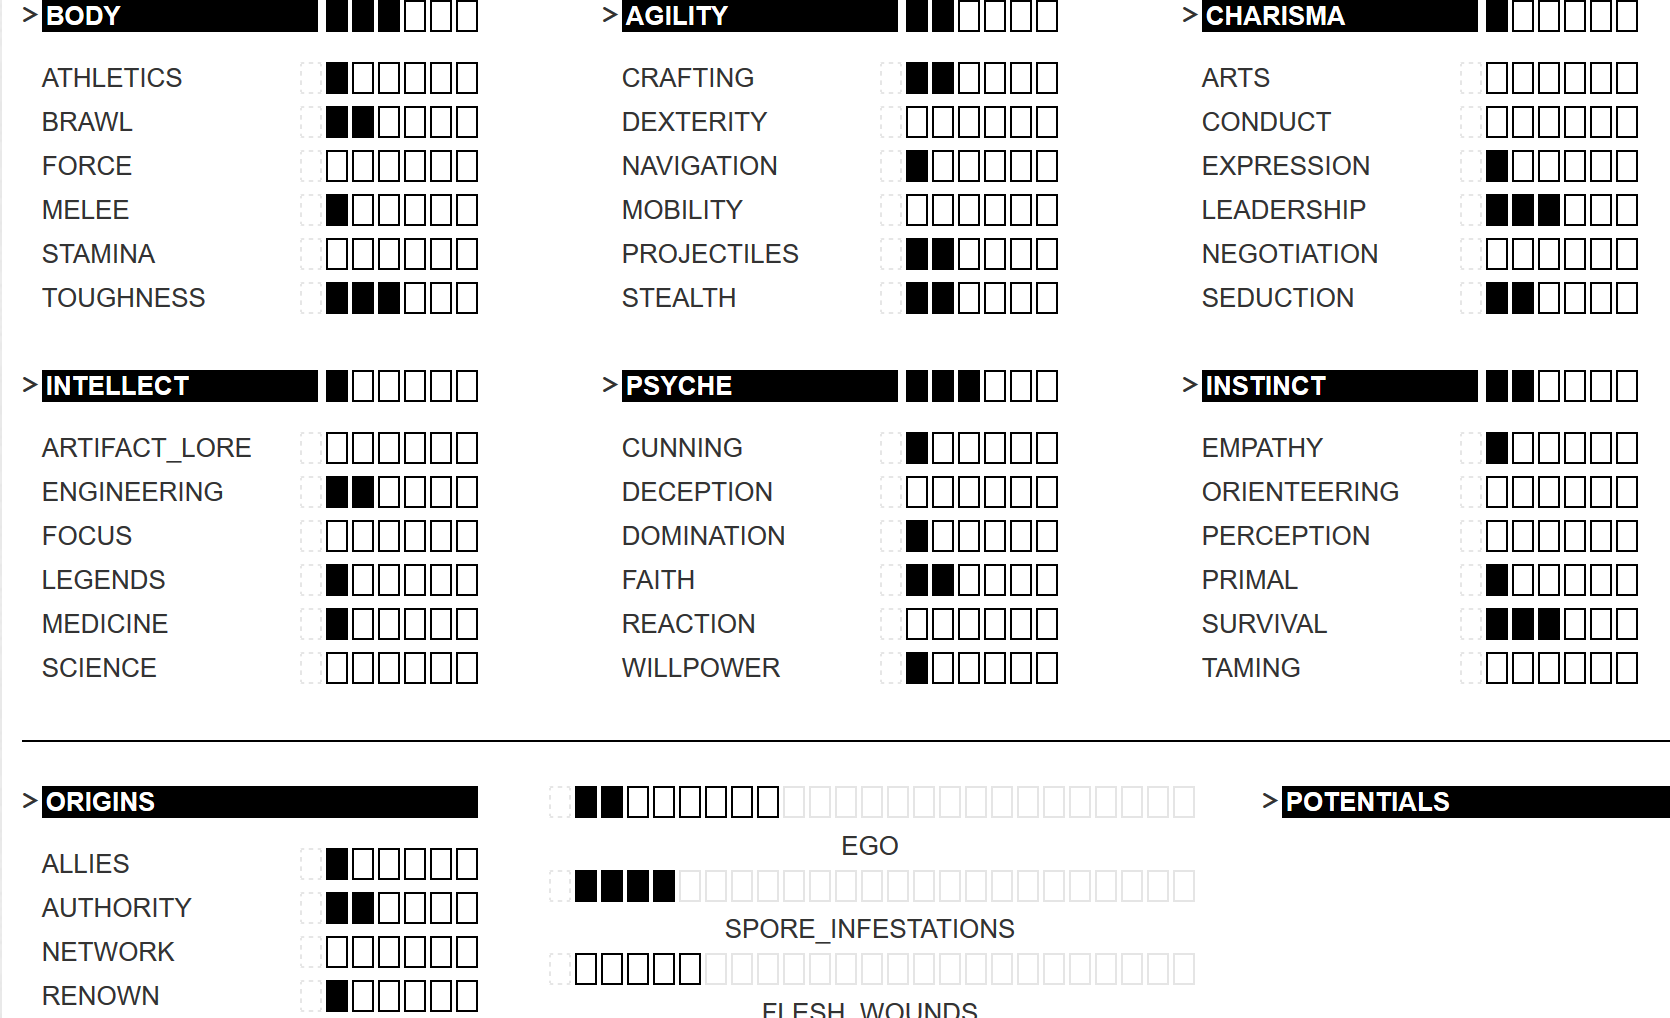 > BODY
ATHLETICS
BRAWL
FORCE
MELEE
STAMINA
TOUGHNESS
> AGILITY
CRAFTING
DEXTERITY
NAVIGATION
MOBILITY
PROJECTILES
STEALTH
> CHARISMA
ARTS
CONDUCT
EXPRESSION
LEADERSHIP
NEGOTIATION
SEDUCTION
> INTELLECT
ARTIFACT_LORE
ENGINEERING
FOCUS
LEGENDS
MEDICINE
SCIENCE
> PSYCHE
CUNNING
DECEPTION
DOMINATION
FAITH
REACTION
WILLPOWER
> INSTINCT
EMPATHY
ORIENTEERING
PERCEPTION
PRIMAL
SURVIVAL
TAMING
> ORIGINS
ALLIES
AUTHORITY
NETWORK
RENOWN
EGO
SPORE_INFESTATIONS
FLESH_WOUNDS
> POTENTIALS